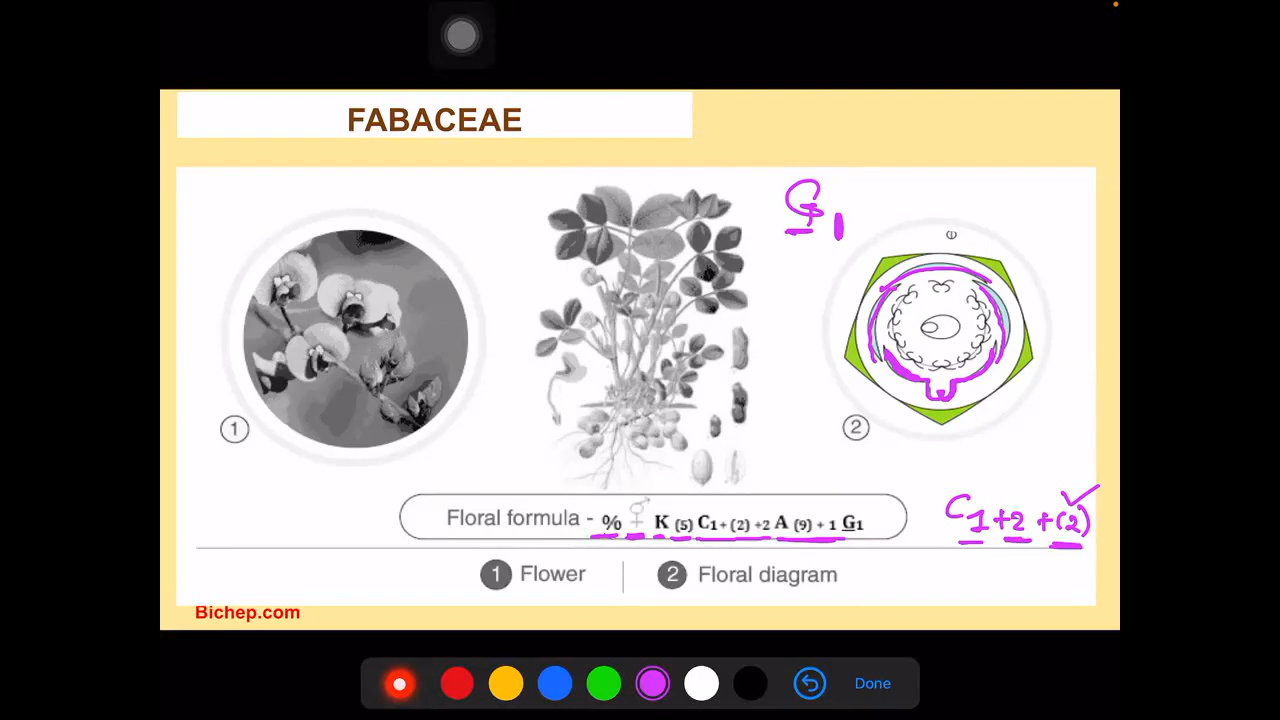 FABACEAE
G 1
1
2
Floral formula - % ⚥ K (5) C1+(2)+2 A (9)+1 G1
C1+2+(2)
1 Flower
2 Floral diagram
Bichep.com
Done